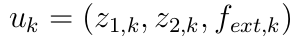 u_k = (z_{1,k}, z_{2,k}, f_{ext,k})